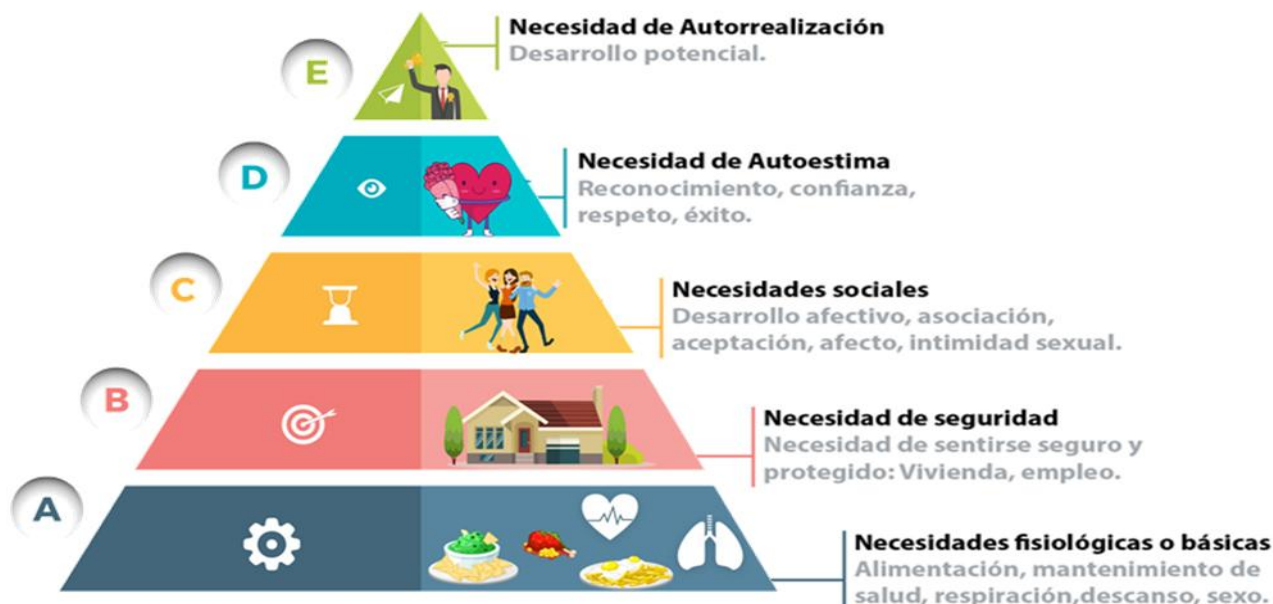 E
Necesidad de Autorrealización
Desarrollo potencial.
D
Necesidad de Autoestima
Reconocimiento, confianza,
respeto, éxito.
C
Necesidades sociales
Desarrollo afectivo, asociación,
aceptación, afecto, intimidad sexual.
B
Necesidad de seguridad
Necesidad de sentirse seguro y
protegido: Vivienda, empleo.
A
Necesidades fisiológicas o básicas
Alimentación, mantenimiento de
salud, respiración,descanso, sexo.